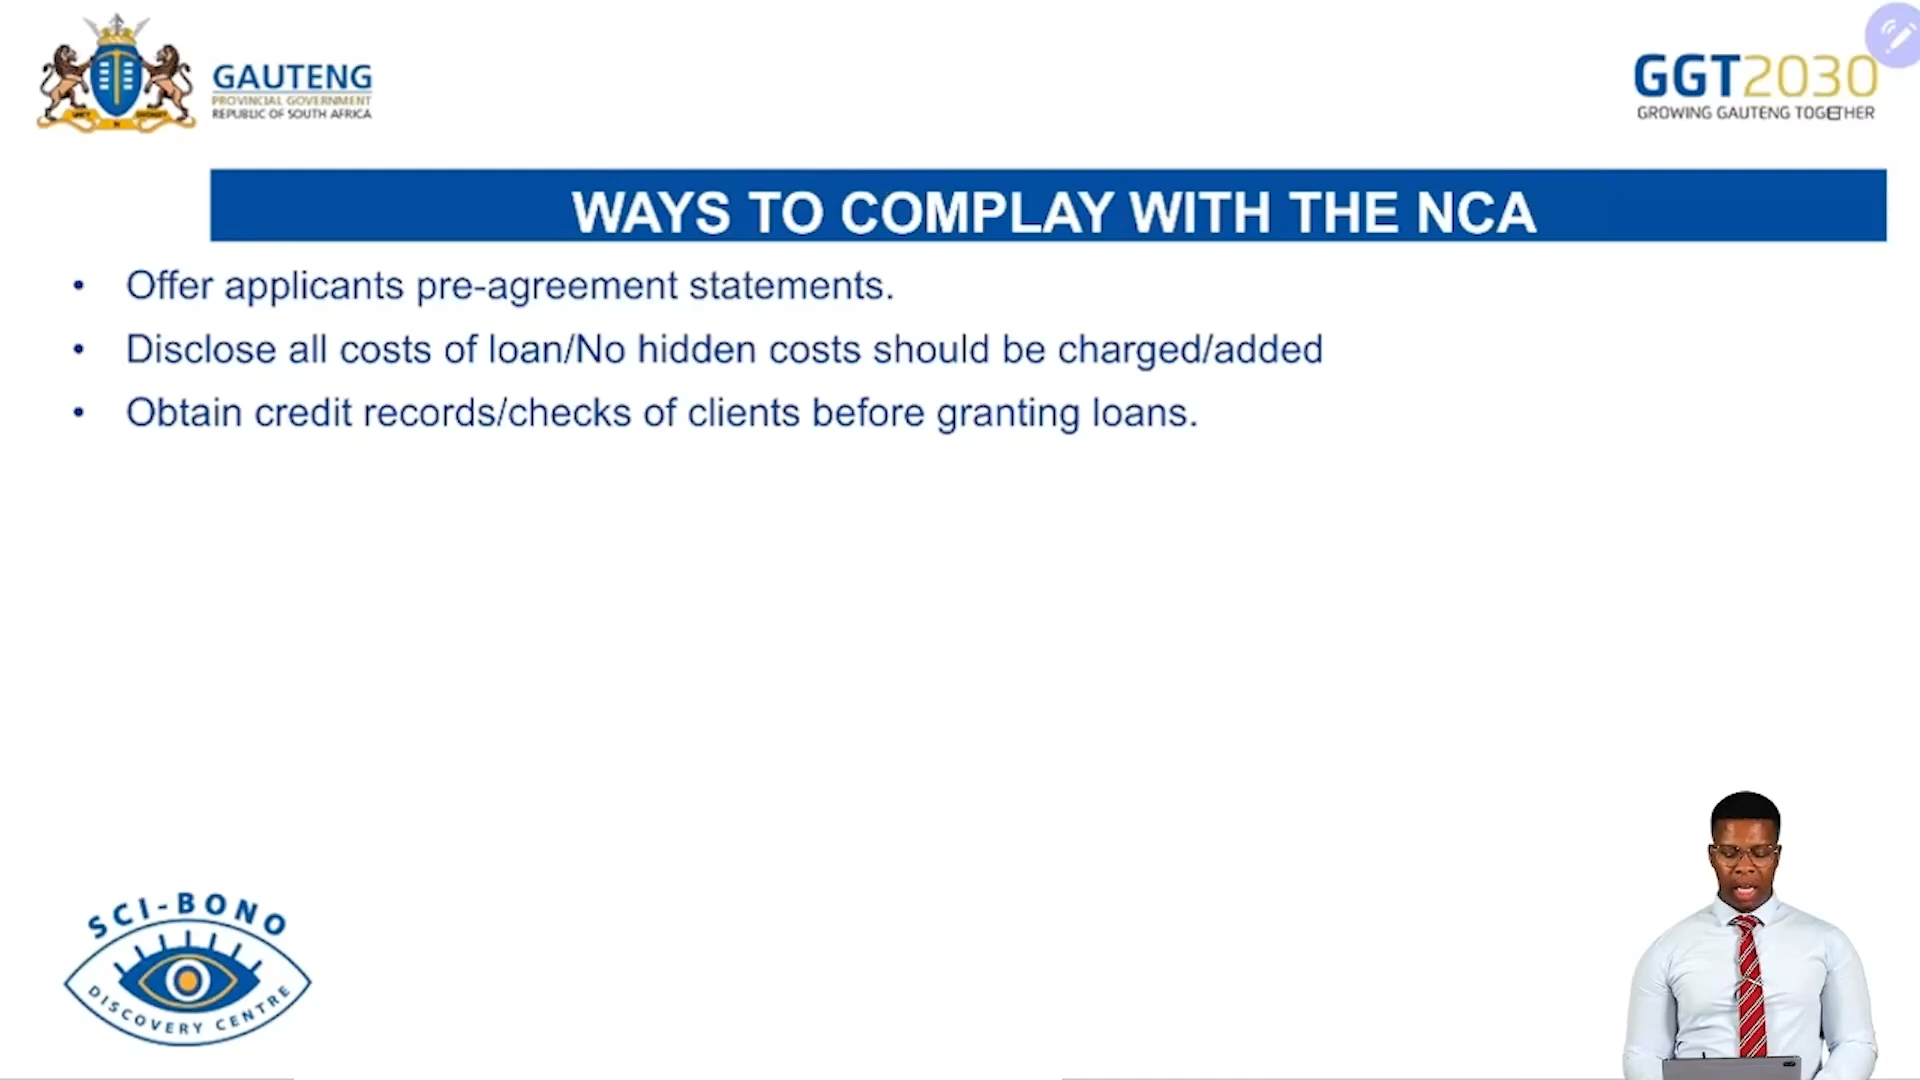 GAUTENG
PROVINCIAL GOVERNMENT
REPUBLIC OF SOUTH AFRICA
GGT2030
GROWING GAUTENG TOGETHER
WAYS TO COMPLAY WITH THE NCA
• Offer applicants pre-agreement statements.
• Disclose all costs of loan/No hidden costs should be charged/added
• Obtain credit records/checks of clients before granting loans.
SCI-BONO
DISCOVERY CENTRE